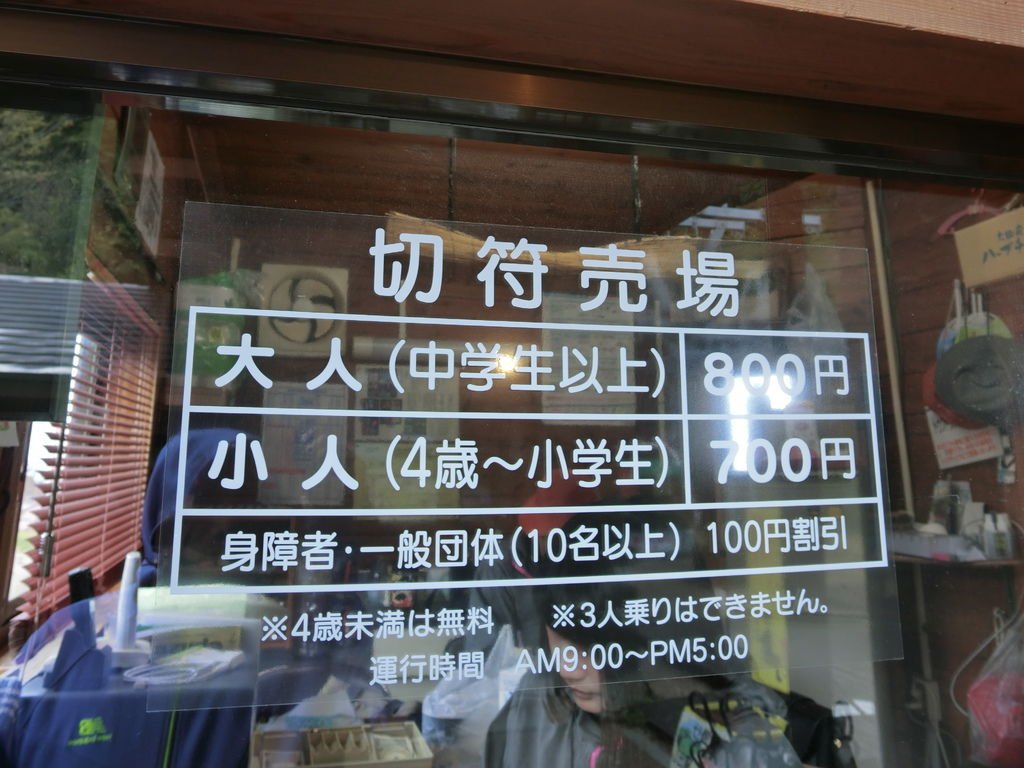 切符売場
大人(中学生以上) 800円
小人(4歳～小学生) 700円
身障者・一般団体(10名以上) 100円割引
※4歳未満は無料 ※3人乗りはできません。
運行時間 AM9:00～PM5:00